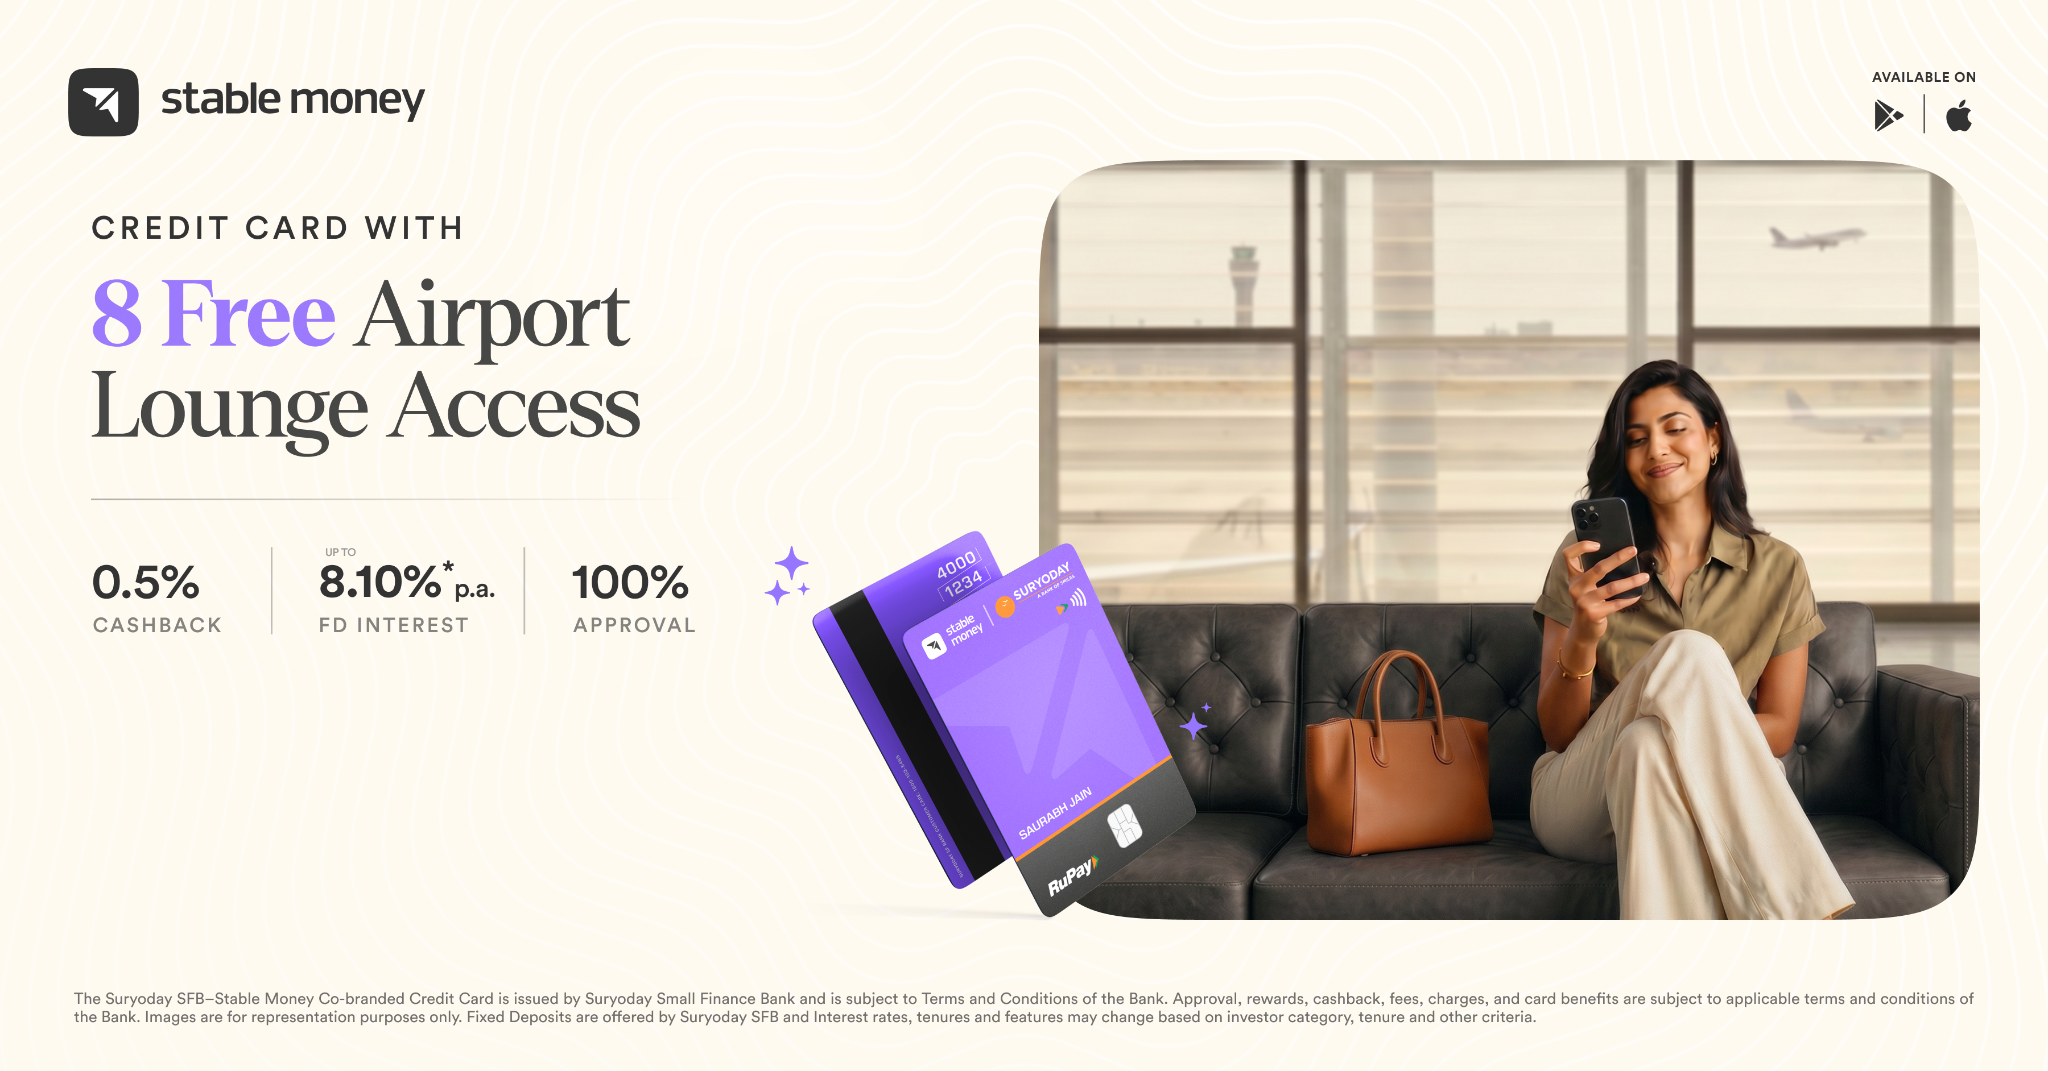 stable money
AVAILABLE ON
CREDIT CARD WITH
8 Free Airport
Lounge Access
0.5%
CASHBACK
UP TO
8.10%* p.a.
FD INTEREST
100%
APPROVAL
4000
1234
stable
money
SURYODAY
A BANK OF SMILES
SAURABH JAIN
RuPay
The Suryoday SFB–Stable Money Co-branded Credit Card is issued by Suryoday Small Finance Bank and is subject to Terms and Conditions of the Bank. Approval, rewards, cashback, fees, charges, and card benefits are subject to applicable terms and conditions of
the Bank. Images are for representation purposes only. Fixed Deposits are offered by Suryoday SFB and Interest rates, tenures and features may change based on investor category, tenure and other criteria.